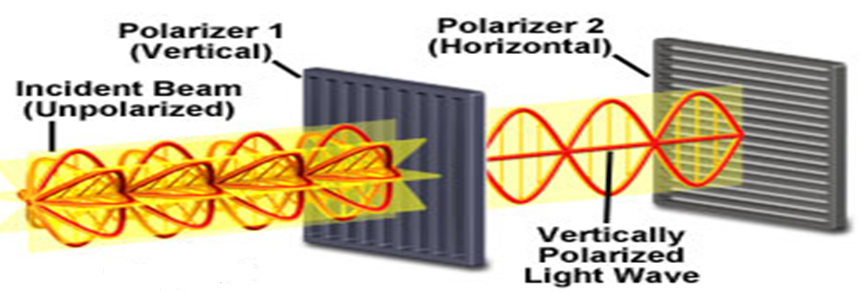 Polarizer 1
(Vertical)
Polarizer 2
(Horizontal)
Incident Beam
(Unpolarized)
Vertically
Polarized
Light Wave